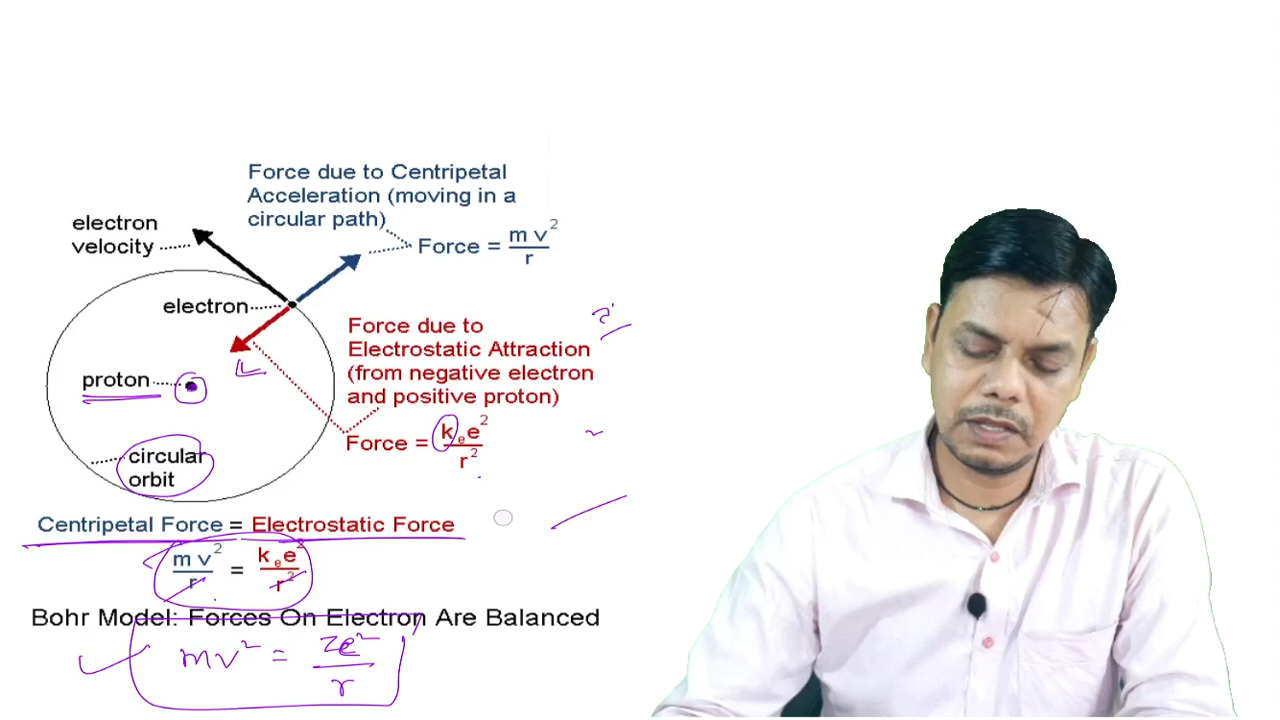 Force due to Centripetal
Acceleration (moving in a
circular path)
Force = m v² / r
electron
velocity
electron
Force due to
Electrostatic Attraction
(from negative electron
and positive proton)
Force = kₑe² / r²
proton
circular
orbit
Centripetal Force = Electrostatic Force
m v² / r = kₑe² / r²
Bohr Model: Forces On Electron Are Balanced
mv² = ze² / r